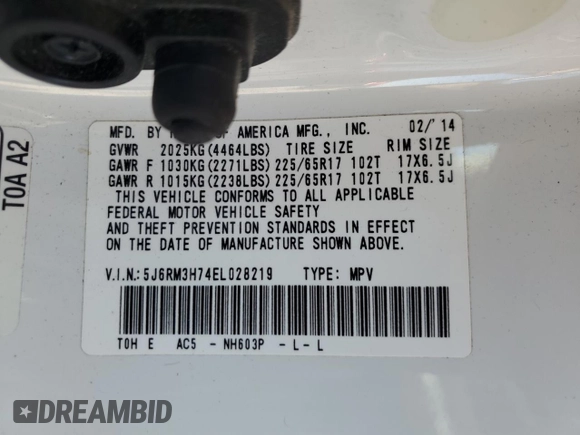 TOA A2
MFD. BY OF AMERICA MFG., INC. 02/'14
GVWR 2025KG(4464LBS) TIRE SIZE RIM SIZE
GAWR F 1030KG(2271LBS) 225/65R17 102T 17X6.5J
GAWR R 1015KG(2238LBS) 225/65R17 102T 17X6.5J
THIS VEHICLE CONFORMS TO ALL APPLICABLE
FEDERAL MOTOR VEHICLE SAFETY
AND THEFT PREVENTION STANDARDS IN EFFECT
ON THE DATE OF MANUFACTURE SHOWN ABOVE.
V.I.N.:5J6RM3H74EL028219 TYPE: MPV
TOH E AC5 - NH603P - L - L
DREAMBID